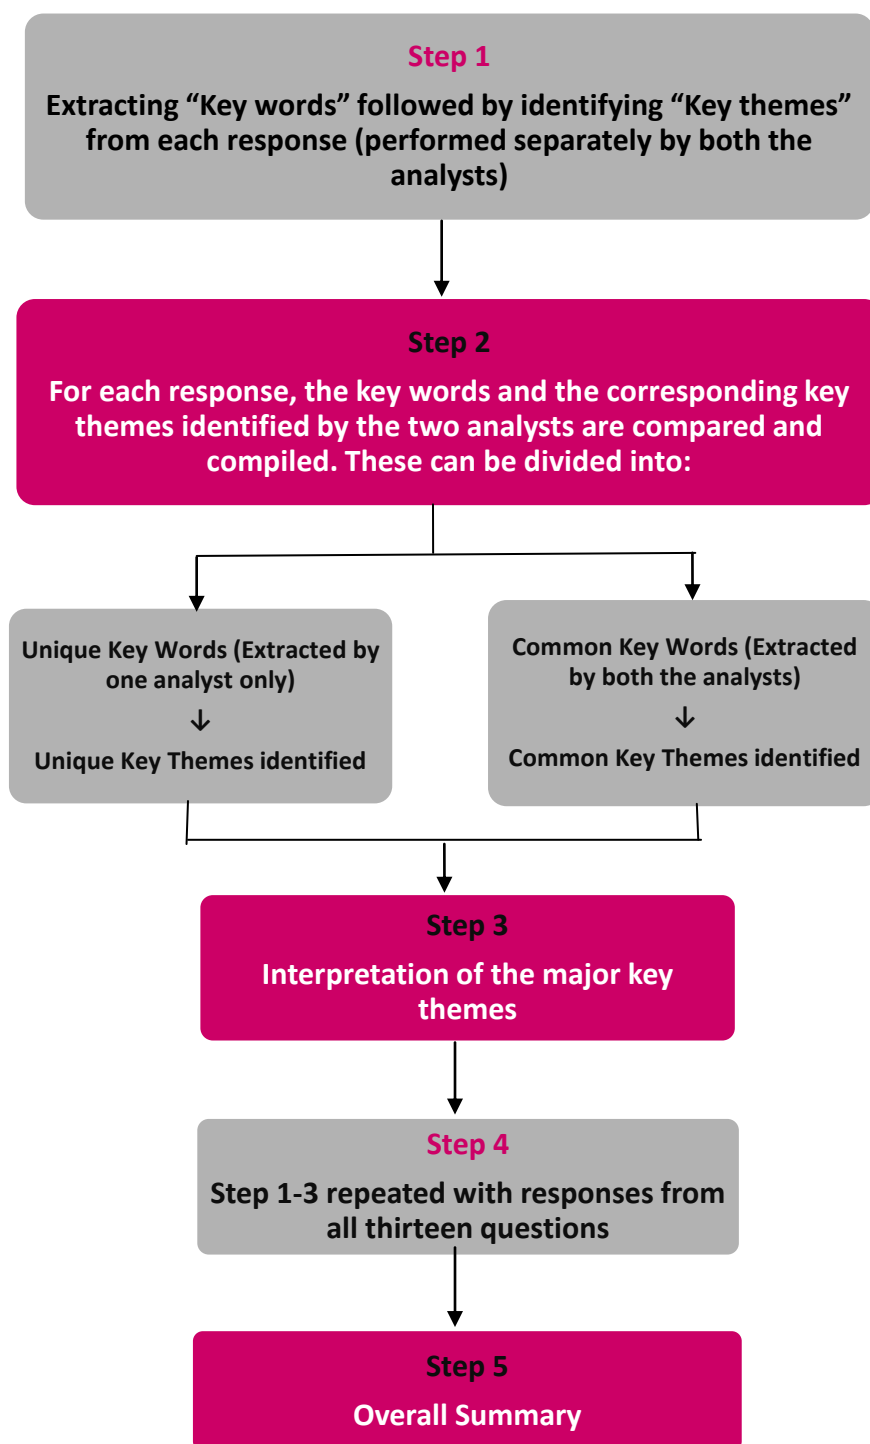 Step 1
Extracting “Key words” followed by identifying “Key themes”
from each response (performed separately by both the
analysts)
Step 2
For each response, the key words and the corresponding key
themes identified by the two analysts are compared and
compiled. These can be divided into:
Unique Key Words (Extracted by
one analyst only)
↓
Unique Key Themes identified
Common Key Words (Extracted
by both the analysts)
↓
Common Key Themes identified
Step 3
Interpretation of the major key
themes
Step 4
Step 1-3 repeated with responses from
all thirteen questions
Step 5
Overall Summary